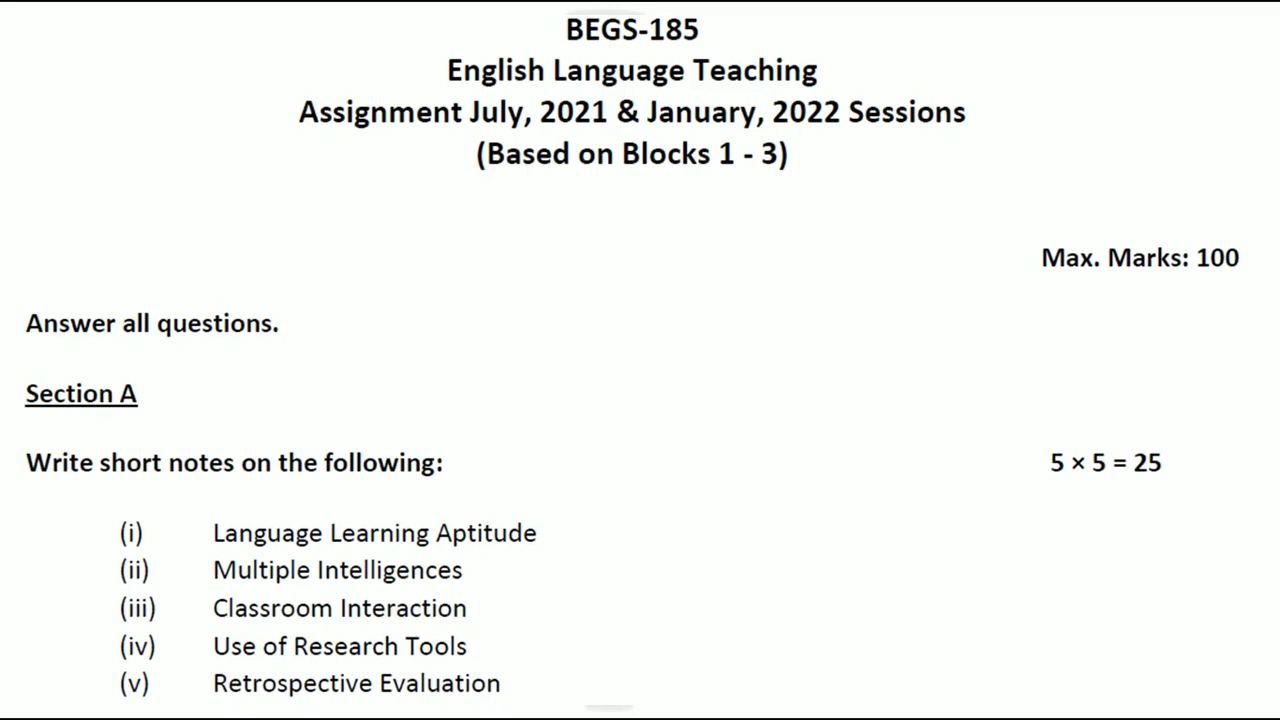 BEGS-185
English Language Teaching
Assignment July, 2021 & January, 2022 Sessions
(Based on Blocks 1 - 3)
Max. Marks: 100
Answer all questions.
Section A
Write short notes on the following: 5 × 5 = 25
(i) Language Learning Aptitude
(ii) Multiple Intelligences
(iii) Classroom Interaction
(iv) Use of Research Tools
(v) Retrospective Evaluation